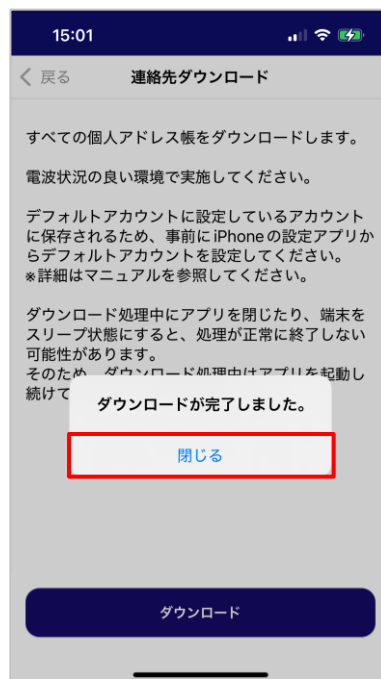 15:01
戻る 連絡先ダウンロード
すべての個人アドレス帳をダウンロードします。
電波状況の良い環境で実施してください。
デフォルトアカウントに設定しているアカウント
に保存されるため、事前にiPhoneの設定アプリか
らデフォルトアカウントを設定してください。
※詳細はマニュアルを参照してください。
ダウンロード処理中にアプリを閉じたり、端末を
スリープ状態にすると、処理が正常に終了しない
可能性があります。
そのため、ダウンロード処理中はアプリを起動し
続けて
ダウンロードが完了しました。
閉じる
ダウンロード